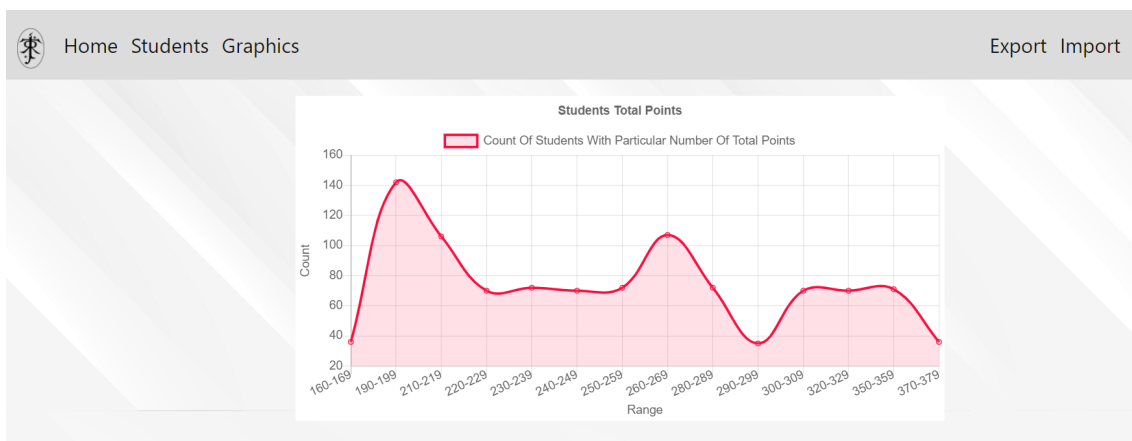 Home Students Graphics Export Import
Students Total Points
Count Of Students With Particular Number Of Total Points
160
140
120
100
80
60
40
20
Count
160-169 190-199 210-219 220-229 230-239 240-249 250-259 260-269 280-289 290-299 300-309 320-329 350-359 370-379
Range